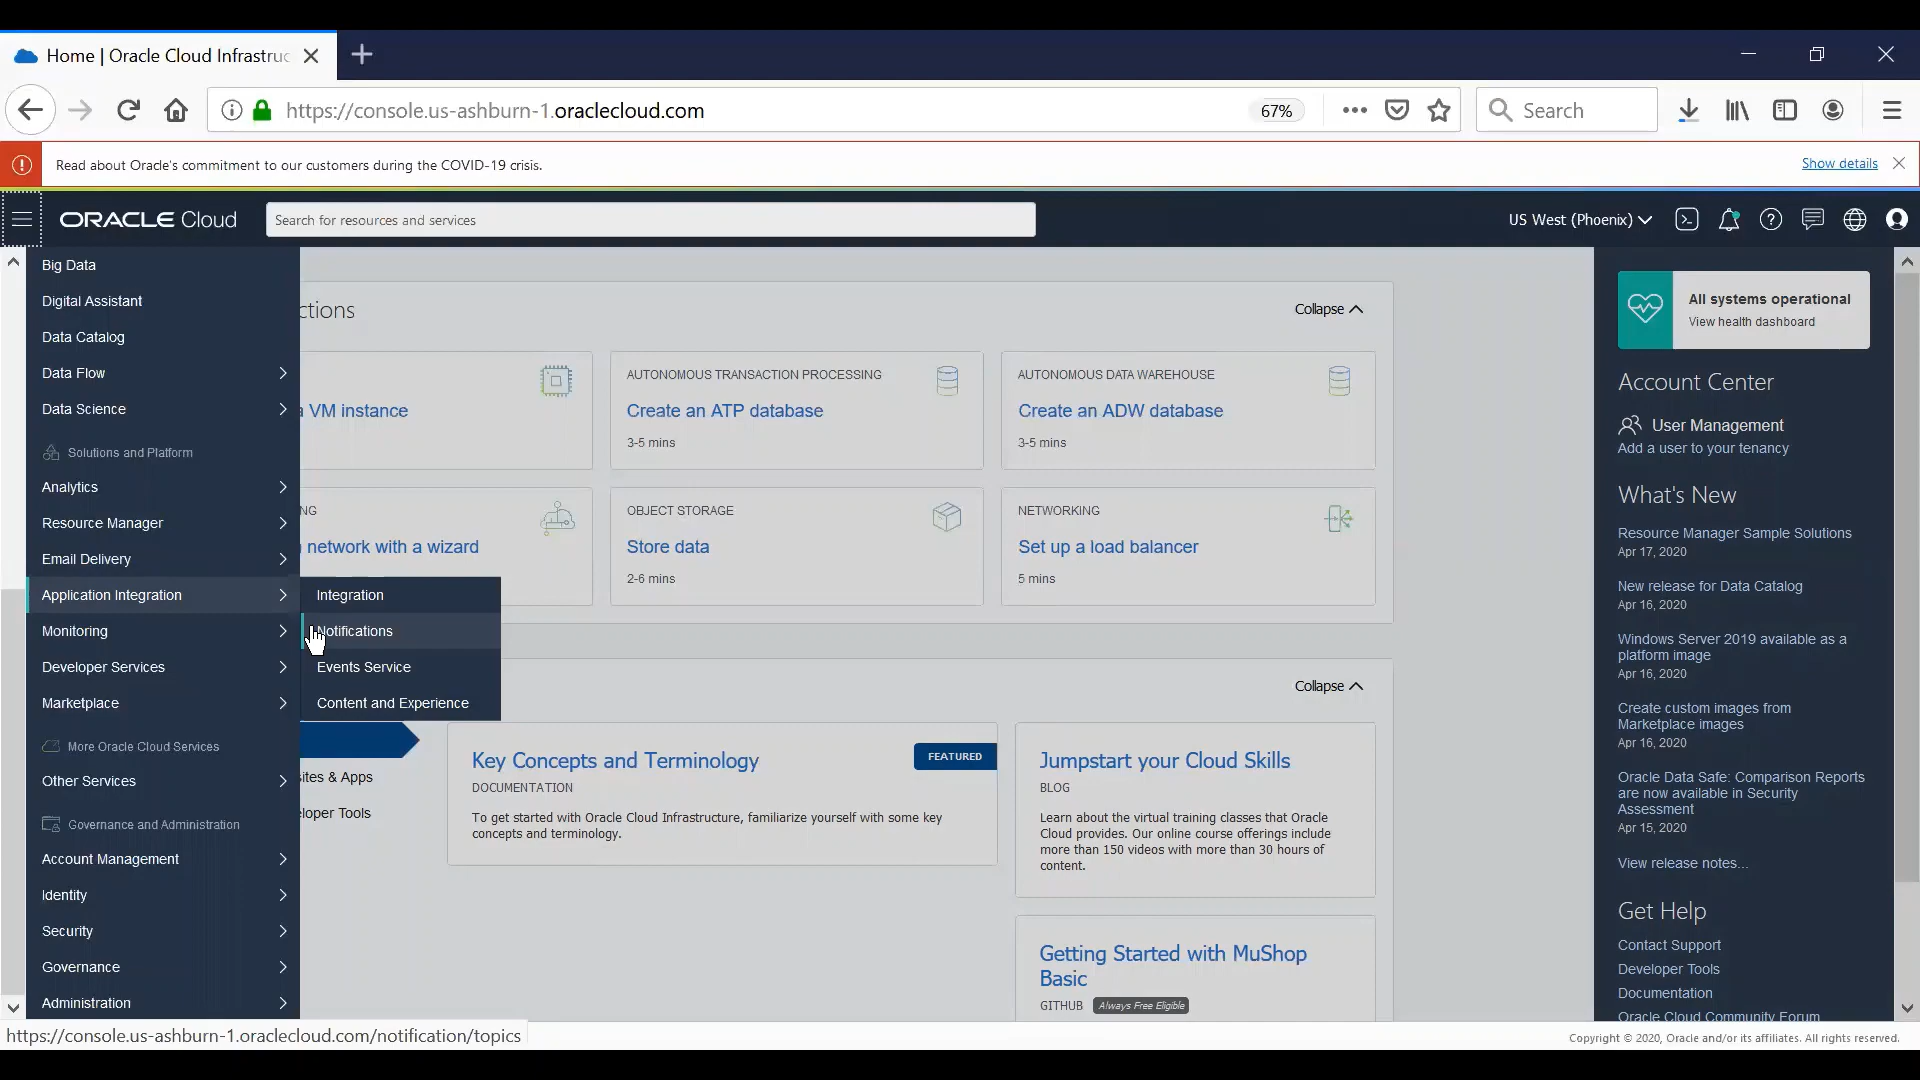 Home | Oracle Cloud Infrastruc
https://console.us-ashburn-1.oraclecloud.com
67%
Search
Read about Oracle's commitment to our customers during the COVID-19 crisis.
Show details
ORACLE Cloud
Search for resources and services
US West (Phoenix)
Big Data
Digital Assistant
Data Catalog
Data Flow
Data Science
Solutions and Platform
Analytics
Resource Manager
Email Delivery
Application Integration
Monitoring
Developer Services
Marketplace
More Oracle Cloud Services
Other Services
Governance and Administration
Account Management
Identity
Security
Governance
Administration
Integration
Notifications
Events Service
Content and Experience
ctions
Collapse
VM instance
AUTONOMOUS TRANSACTION PROCESSING
Create an ATP database
3-5 mins
AUTONOMOUS DATA WAREHOUSE
Create an ADW database
3-5 mins
NG
network with a wizard
OBJECT STORAGE
Store data
2-6 mins
NETWORKING
Set up a load balancer
5 mins
Collapse
ites & Apps
loper Tools
Key Concepts and Terminology
FEATURED
DOCUMENTATION
To get started with Oracle Cloud Infrastructure, familiarize yourself with some key
concepts and terminology.
Jumpstart your Cloud Skills
BLOG
Learn about the virtual training classes that Oracle
Cloud provides. Our online course offerings include
more than 150 videos with more than 30 hours of
content.
Getting Started with MuShop
Basic
GITHUB Always Free Eligible
All systems operational
View health dashboard
Account Center
User Management
Add a user to your tenancy
What's New
Resource Manager Sample Solutions
Apr 17, 2020
New release for Data Catalog
Apr 16, 2020
Windows Server 2019 available as a
platform image
Apr 16, 2020
Create custom images from
Marketplace images
Apr 16, 2020
Oracle Data Safe: Comparison Reports
are now available in Security
Assessment
Apr 15, 2020
View release notes...
Get Help
Contact Support
Developer Tools
Documentation
Oracle Cloud Community Forum
https://console.us-ashburn-1.oraclecloud.com/notification/topics
Copyright © 2020, Oracle and/or its affiliates. All rights reserved.